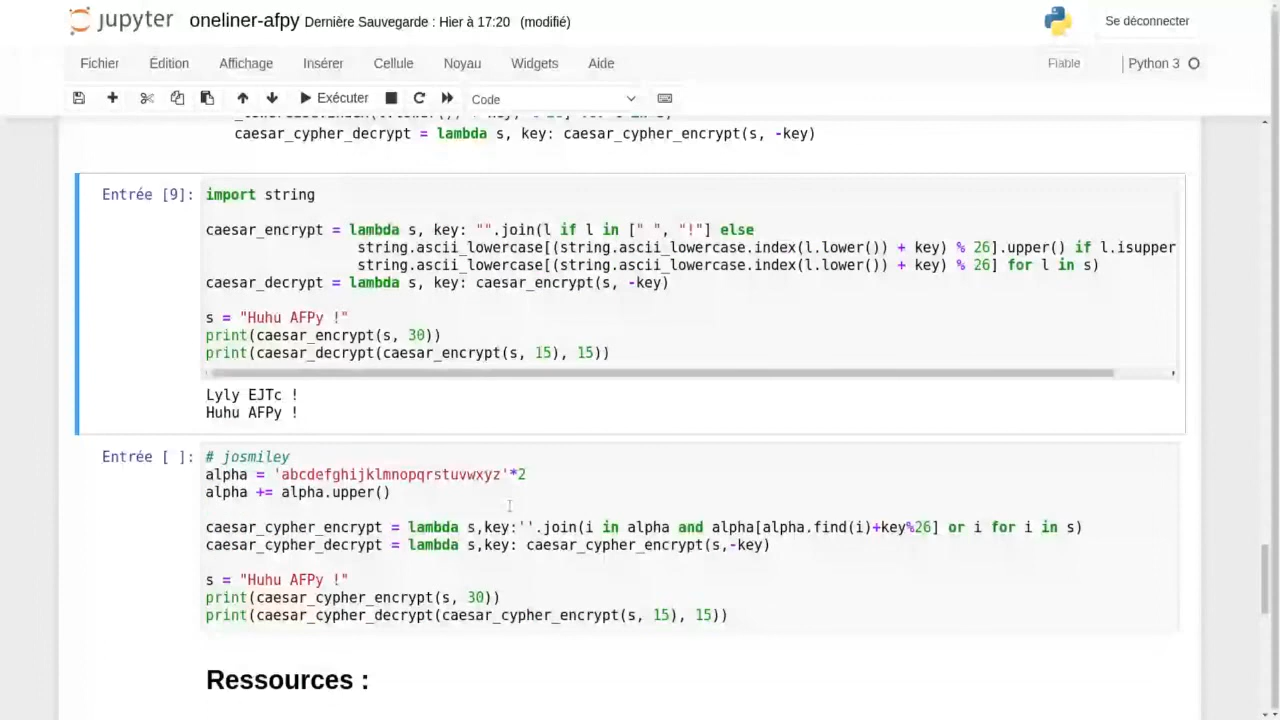 jupyter oneliner-afpy Dernière Sauvegarde : Hier à 17:20 (modifié) Se déconnecter
Fichier Édition Affichage Insérer Cellule Noyau Widgets Aide Fiable Python 3
Exécuter Code
caesar_cypher_decrypt = lambda s, key: caesar_cypher_encrypt(s, -key)
Entrée [9]: import string
caesar_encrypt = lambda s, key: "".join(l if l in [" ", "!"] else
string.ascii_lowercase[(string.ascii_lowercase.index(l.lower()) + key) % 26].upper() if l.isupper
string.ascii_lowercase[(string.ascii_lowercase.index(l.lower()) + key) % 26] for l in s)
caesar_decrypt = lambda s, key: caesar_encrypt(s, -key)
s = "Huhu AFPy !"
print(caesar_encrypt(s, 30))
print(caesar_decrypt(caesar_encrypt(s, 15), 15))
Lyly EJTc !
Huhu AFPy !
Entrée [ ]: # josmiley
alpha = 'abcdefghijklmnopqrstuvwxyz'*2
alpha += alpha.upper()
caesar_cypher_encrypt = lambda s,key:''.join(i in alpha and alpha[alpha.find(i)+key%26] or i for i in s)
caesar_cypher_decrypt = lambda s,key: caesar_cypher_encrypt(s,-key)
s = "Huhu AFPy !"
print(caesar_cypher_encrypt(s, 30))
print(caesar_cypher_decrypt(caesar_cypher_encrypt(s, 15), 15))
Ressources :